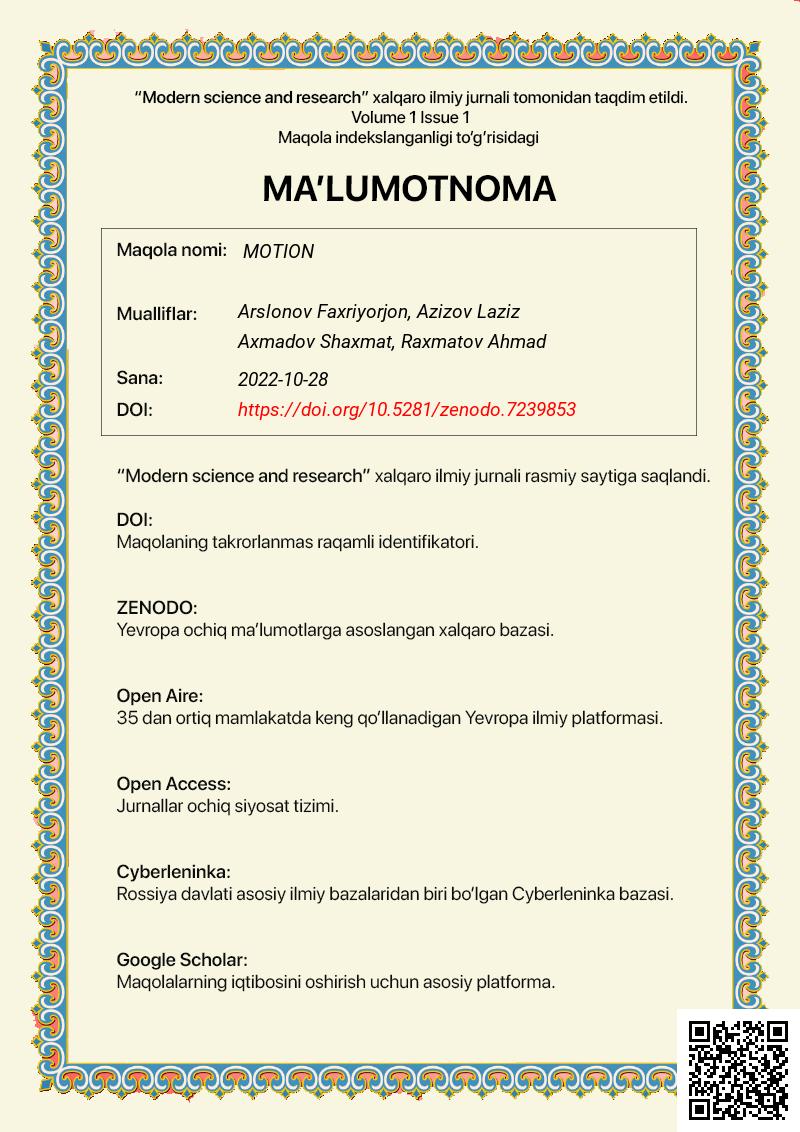 “Modern science and research” xalqaro ilmiy jurnali tomonidan taqdim etildi.
Volume 1 Issue 1
Maqola indekslanganligi to‘g‘risidagi
MA’LUMOTNOMA
Maqola nomi: MOTION
Mualliflar: Arslonov Faxriyorjon, Azizov Laziz
Axmadov Shaxmat, Raxmatov Ahmad
Sana: 2022-10-28
DOI: https://doi.org/10.5281/zenodo.7239853
“Modern science and research” xalqaro ilmiy jurnali rasmiy saytiga saqlandi.
DOI:
Maqolaning takrorlanmas raqamli identifikatori.
ZENODO:
Yevropa ochiq ma’lumotlarga asoslangan xalqaro bazasi.
Open Aire:
35 dan ortiq mamlakatda keng qo‘llanadigan Yevropa ilmiy platformasi.
Open Access:
Jurnallar ochiq siyosat tizimi.
Cyberleninka:
Rossiya davlati asosiy ilmiy bazalaridan biri bo‘lgan Cyberleninka bazasi.
Google Scholar:
Maqolalarning iqtibosini oshirish uchun asosiy platforma.